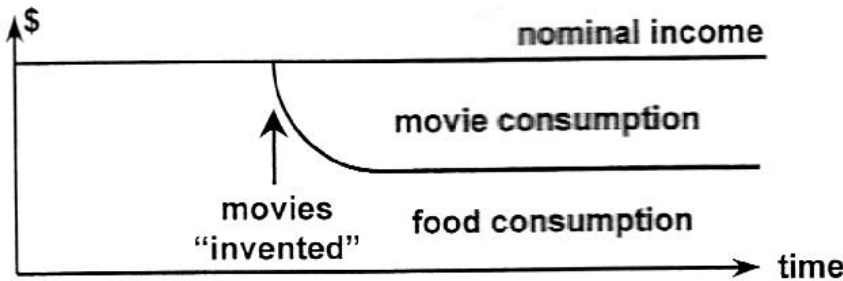 $
nominal income
movie consumption
movies
“invented”
food consumption
time